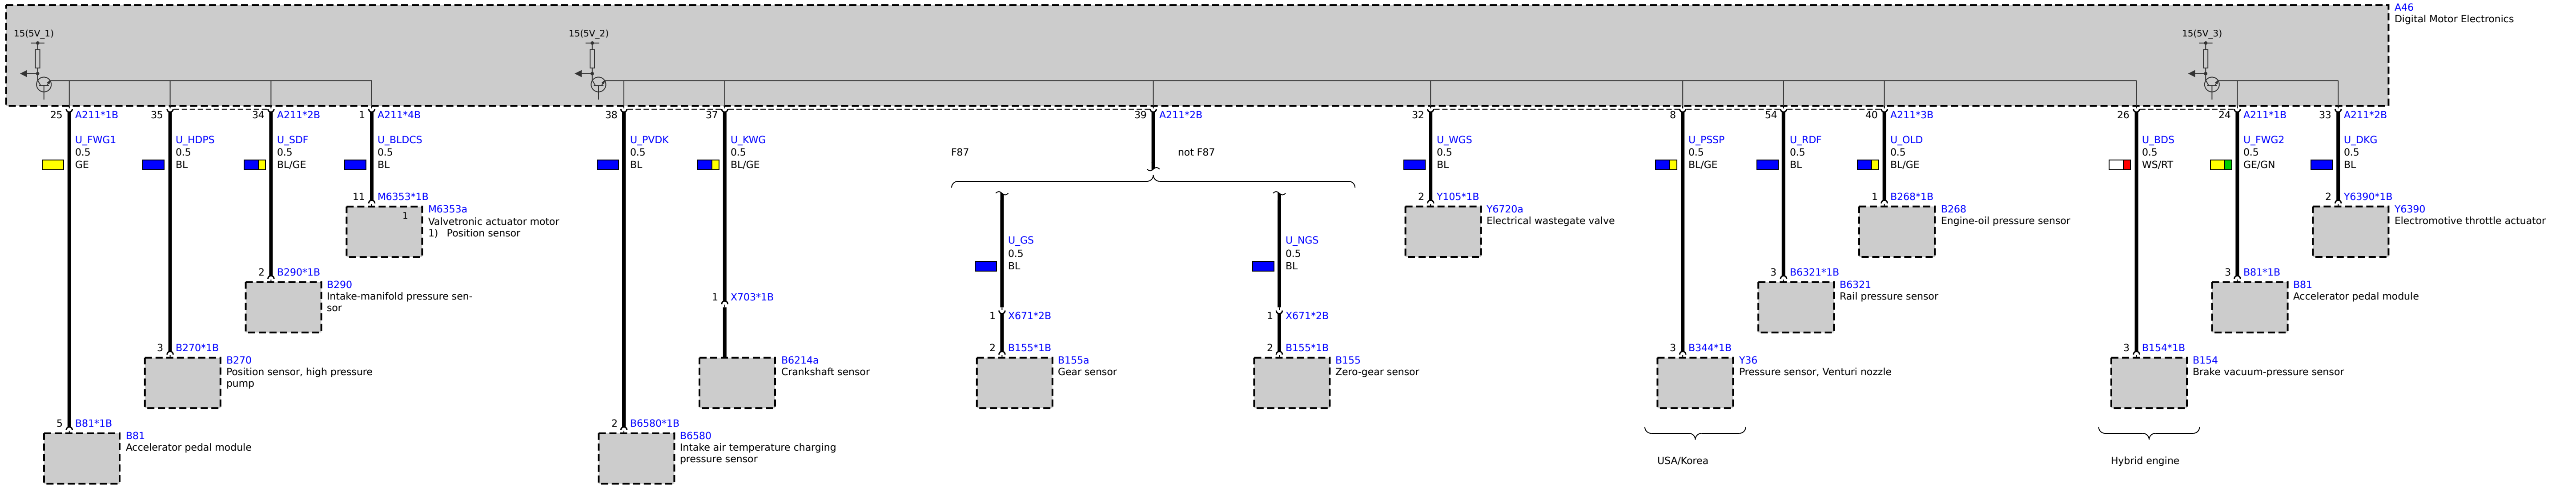 A46
Digital Motor Electronics
15(5V_1)
15(5V_2)
15(5V_3)
25 A211*1B
35
34 A211*2B
1 A211*4B
38
37
39 A211*2B
32
8
54
40 A211*3B
26
24 A211*1B
33 A211*2B
U_FWG1
0.5
GE
U_HDPS
0.5
BL
U_SDF
0.5
BL/GE
U_BLDCS
0.5
BL
U_PVDK
0.5
BL
U_KWG
0.5
BL/GE
F87
not F87
U_WGS
0.5
BL
U_PSSP
0.5
BL/GE
U_RDF
0.5
BL
U_OLD
0.5
BL/GE
U_BDS
0.5
WS/RT
U_FWG2
0.5
GE/GN
U_DKG
0.5
BL
11 M6353*1B
1
M6353a
Valvetronic actuator motor
1) Position sensor
2 Y105*1B
Y6720a
Electrical wastegate valve
1 B268*1B
B268
Engine-oil pressure sensor
2 Y6390*1B
Y6390
Electromotive throttle actuator
U_GS
0.5
BL
U_NGS
0.5
BL
2 B290*1B
B290
Intake-manifold pressure sen-
sor
3 B6321*1B
B6321
Rail pressure sensor
3 B81*1B
B81
Accelerator pedal module
1 X703*1B
1 X671*2B
1 X671*2B
3 B270*1B
B270
Position sensor, high pressure
pump
B6214a
Crankshaft sensor
2 B155*1B
B155a
Gear sensor
2 B155*1B
B155
Zero-gear sensor
3 B344*1B
Y36
Pressure sensor, Venturi nozzle
3 B154*1B
B154
Brake vacuum-pressure sensor
5 B81*1B
B81
Accelerator pedal module
2 B6580*1B
B6580
Intake air temperature charging
pressure sensor
USA/Korea
Hybrid engine